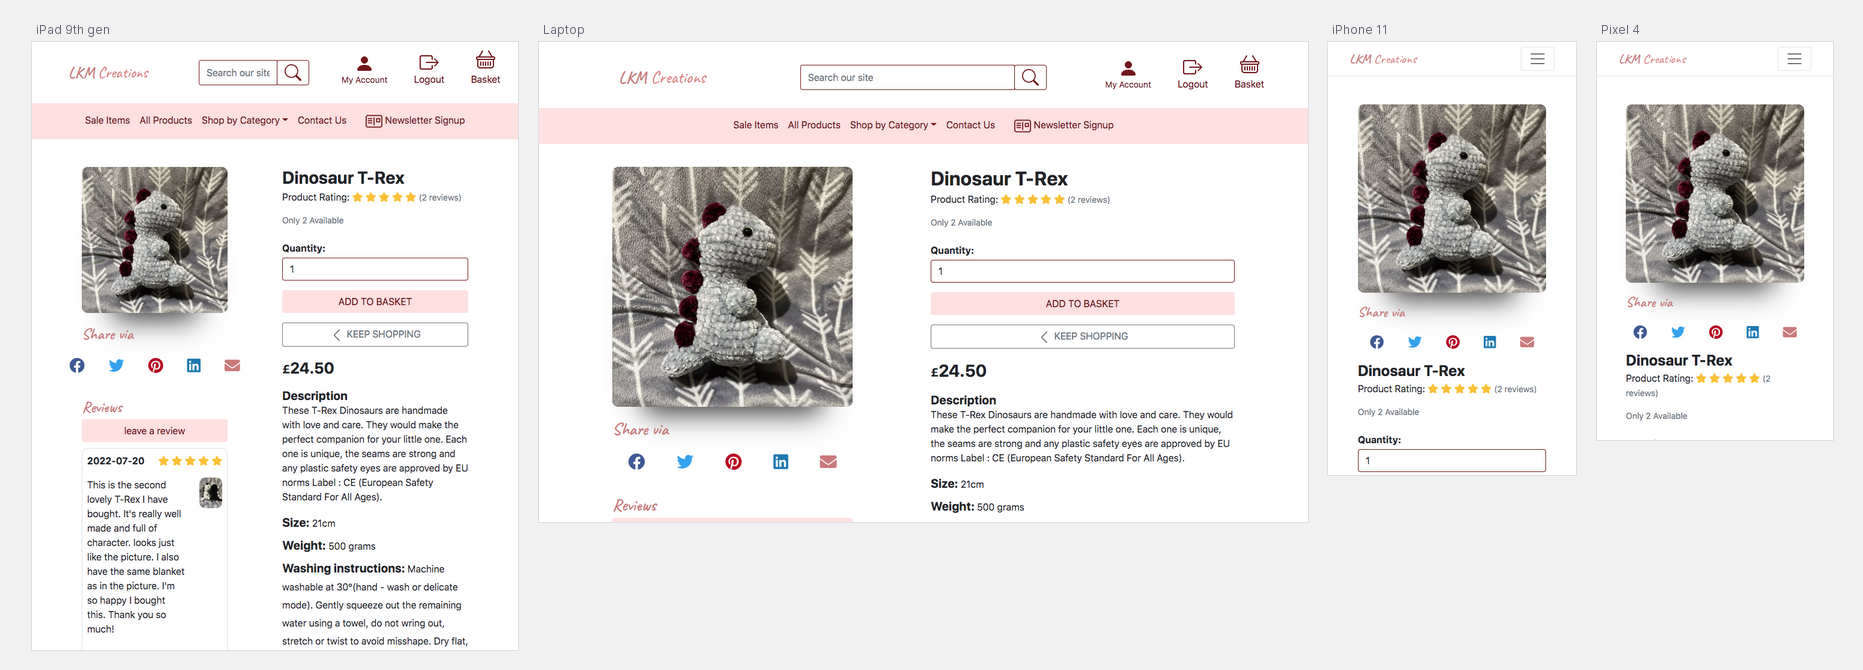 iPad 9th gen
LKM Creations
Search our site
My Account
Logout
Basket
Sale Items All Products Shop by Category Contact Us Newsletter Signup
Share via
Reviews
leave a review
2022-07-20
This is the second
lovely T-Rex I have
bought. It's really well
made and full of
character. looks just
like the picture. I also
have the same blanket
as in the picture. I'm
so happy I bought
this. Thank you so
much!
Dinosaur T-Rex
Product Rating: (2 reviews)
Only 2 Available
Quantity:
1
ADD TO BASKET
KEEP SHOPPING
£24.50
Description
These T-Rex Dinosaurs are handmade
with love and care. They would make the
perfect companion for your little one. Each
one is unique, the seams are strong and
any plastic safety eyes are approved by EU
norms Label : CE (European Safety
Standard For All Ages).
Size: 21cm
Weight: 500 grams
Washing instructions: Machine
washable at 30°(hand - wash or delicate
mode). Gently squeeze out the remaining
water using a towel, do not wring out,
stretch or twist to avoid misshape. Dry flat,
Laptop
LKM Creations
Search our site
My Account
Logout
Basket
Sale Items All Products Shop by Category Contact Us Newsletter Signup
Share via
Reviews
Dinosaur T-Rex
Product Rating: (2 reviews)
Only 2 Available
Quantity:
1
ADD TO BASKET
KEEP SHOPPING
£24.50
Description
These T-Rex Dinosaurs are handmade with love and care. They would
make the perfect companion for your little one. Each one is unique,
the seams are strong and any plastic safety eyes are approved by EU
norms Label : CE (European Safety Standard For All Ages).
Size: 21cm
Weight: 500 grams
iPhone 11
LKM Creations
Share via
Dinosaur T-Rex
Product Rating: (2 reviews)
Only 2 Available
Quantity:
1
Pixel 4
LKM Creations
Share via
Dinosaur T-Rex
Product Rating: (2
reviews)
Only 2 Available